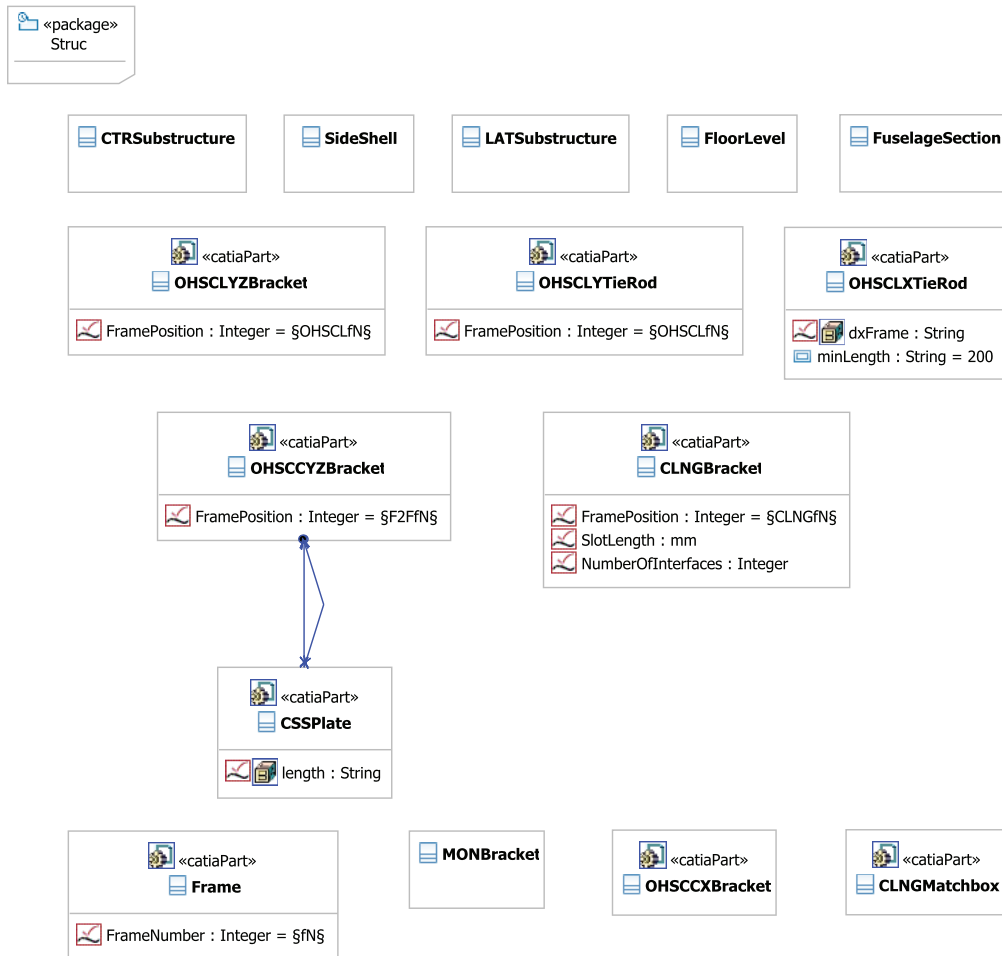 «package»
Struc
CTRSubstructure
SideShell
LATSubstructure
FloorLevel
FuselageSection
«catiaPart»
OHSCLYZBracket
FramePosition : Integer = §OHSCLfN§
«catiaPart»
OHSCLYTieRod
FramePosition : Integer = §OHSCLfN§
«catiaPart»
OHSCLXTieRod
dxFrame : String
minLength : String = 200
«catiaPart»
OHSCCYZBracket
FramePosition : Integer = §F2FfN§
«catiaPart»
CLNGBracket
FramePosition : Integer = §CLNGfN§
SlotLength : mm
NumberOfInterfaces : Integer
«catiaPart»
CSSPlate
length : String
«catiaPart»
Frame
FrameNumber : Integer = §fN§
MONBracket
«catiaPart»
OHSCCXBracket
«catiaPart»
CLNGMatchbox